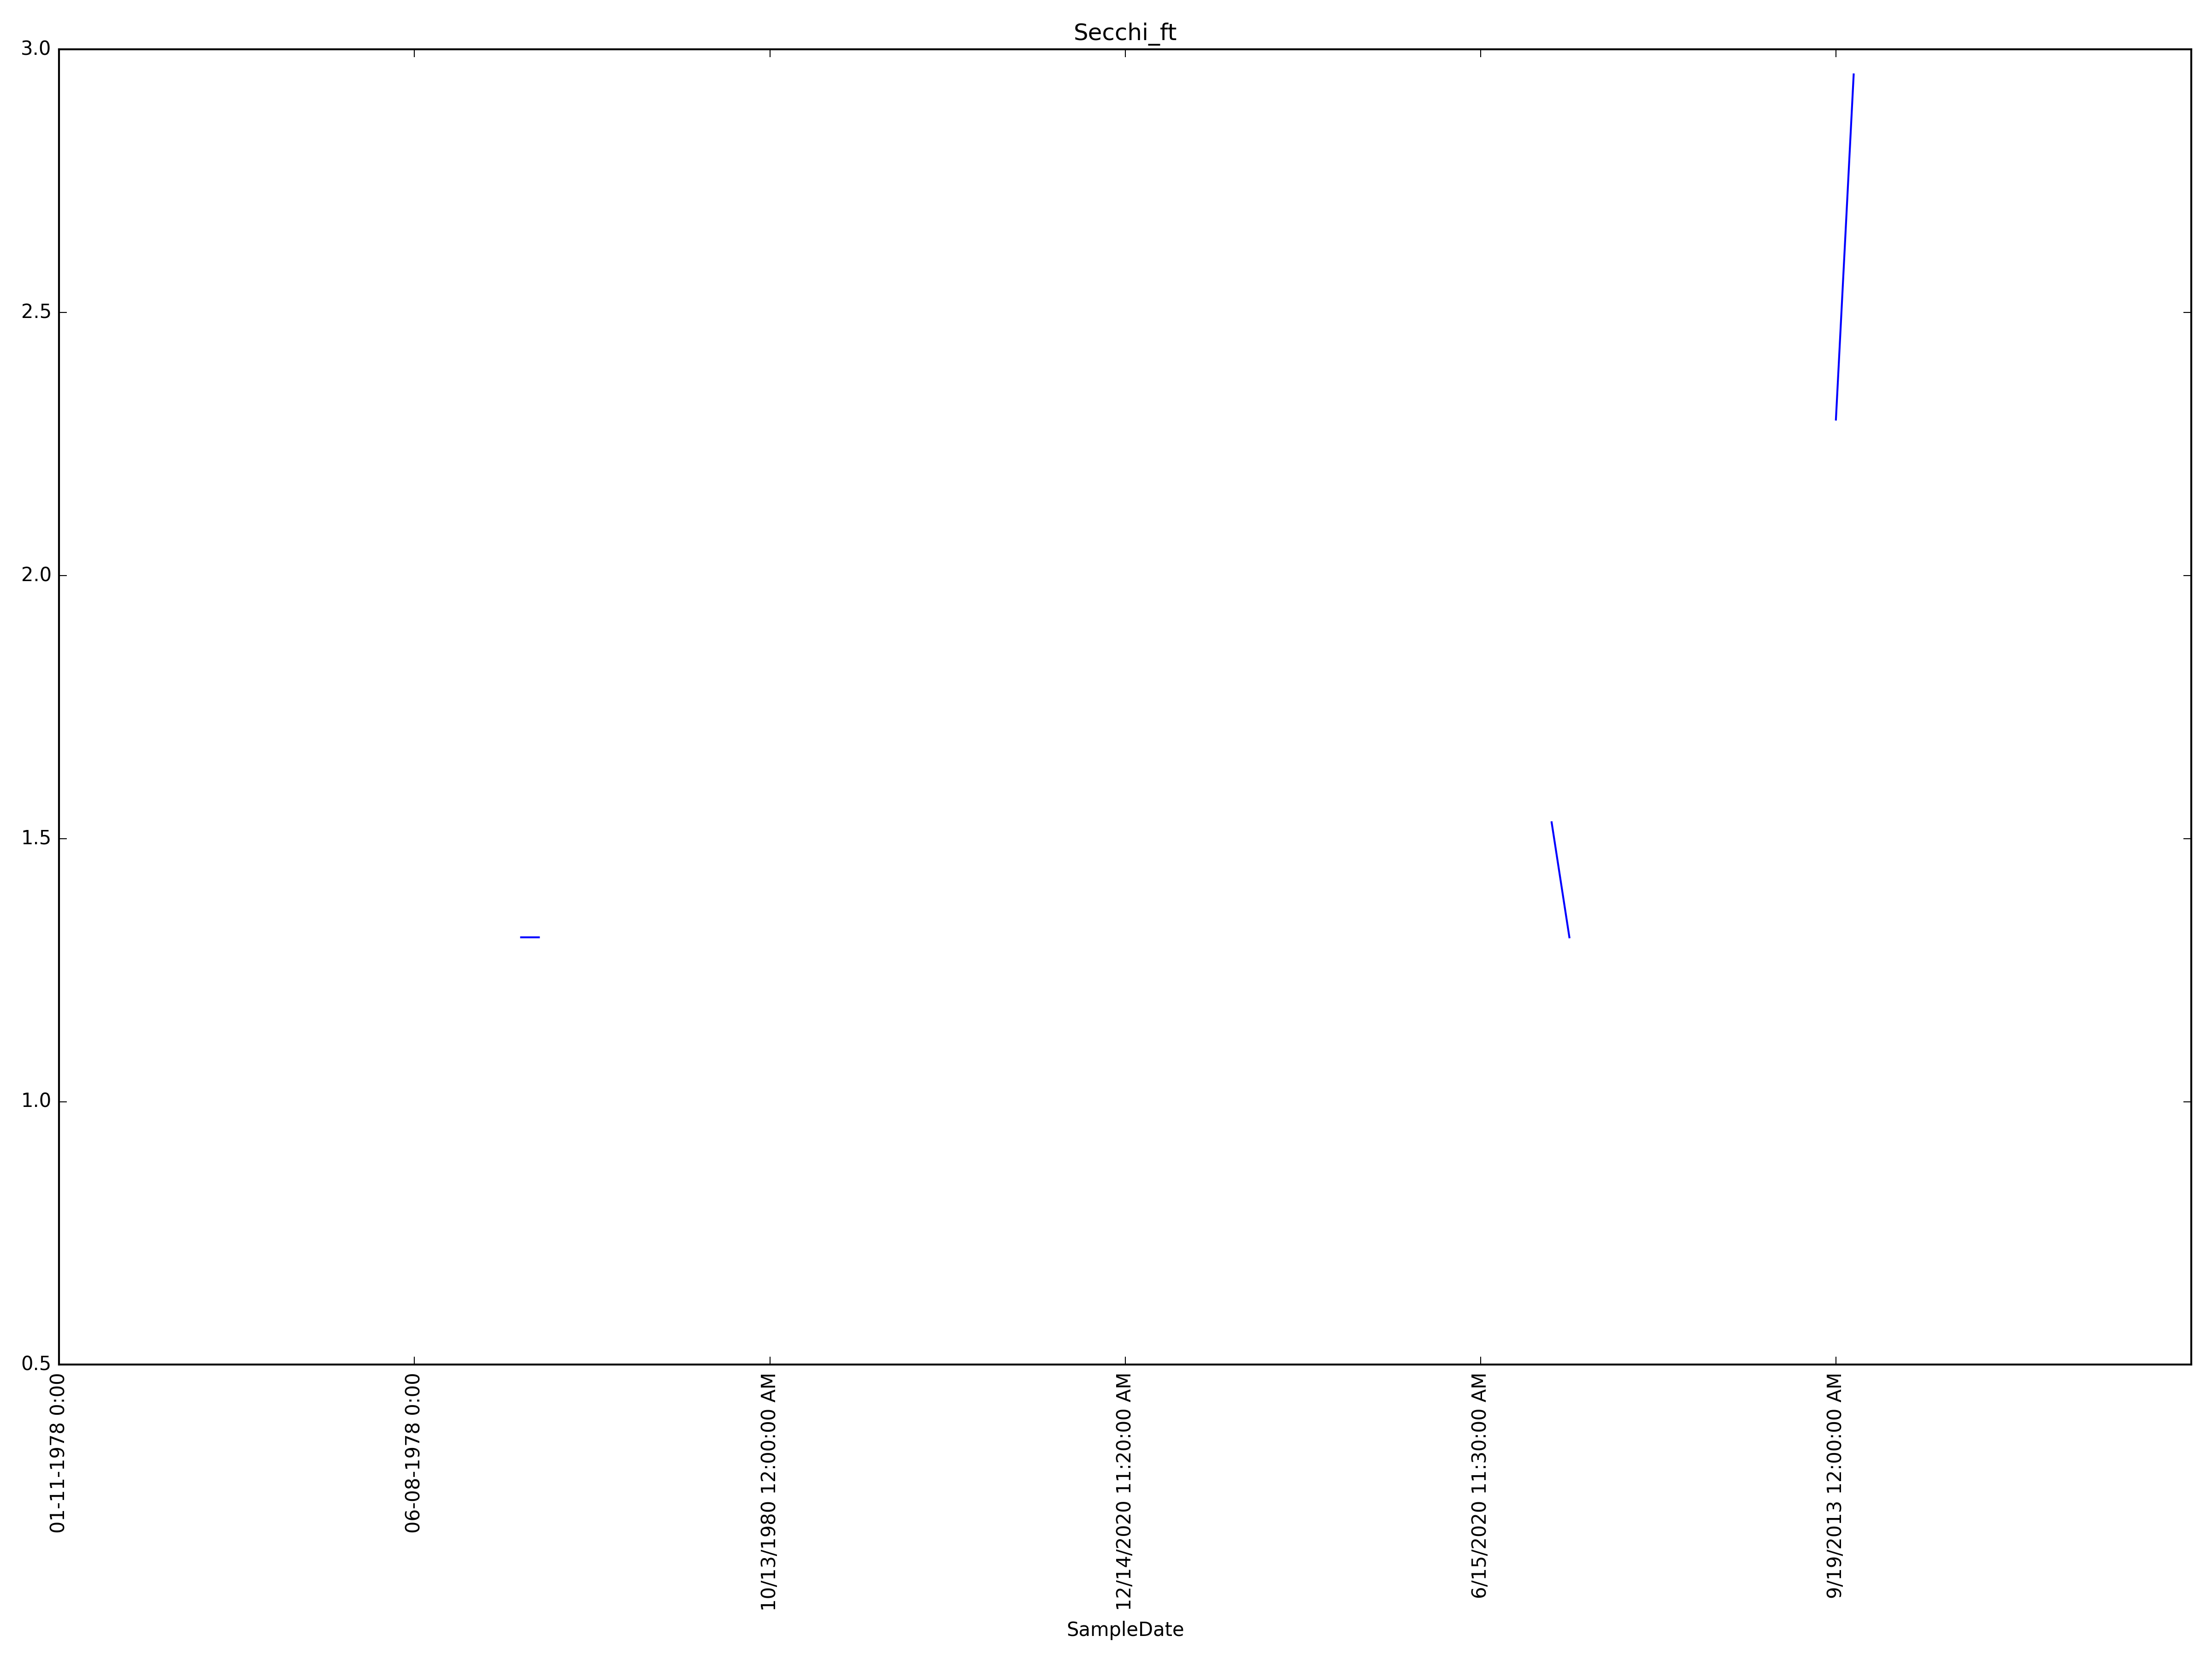 Secchi_ft
3.0
2.5
2.0
1.5
1.0
0.5
01-11-1978 0:00
06-08-1978 0:00
10/13/1980 12:00:00 AM
12/14/2020 11:20:00 AM
6/15/2020 11:30:00 AM
9/19/2013 12:00:00 AM
SampleDate